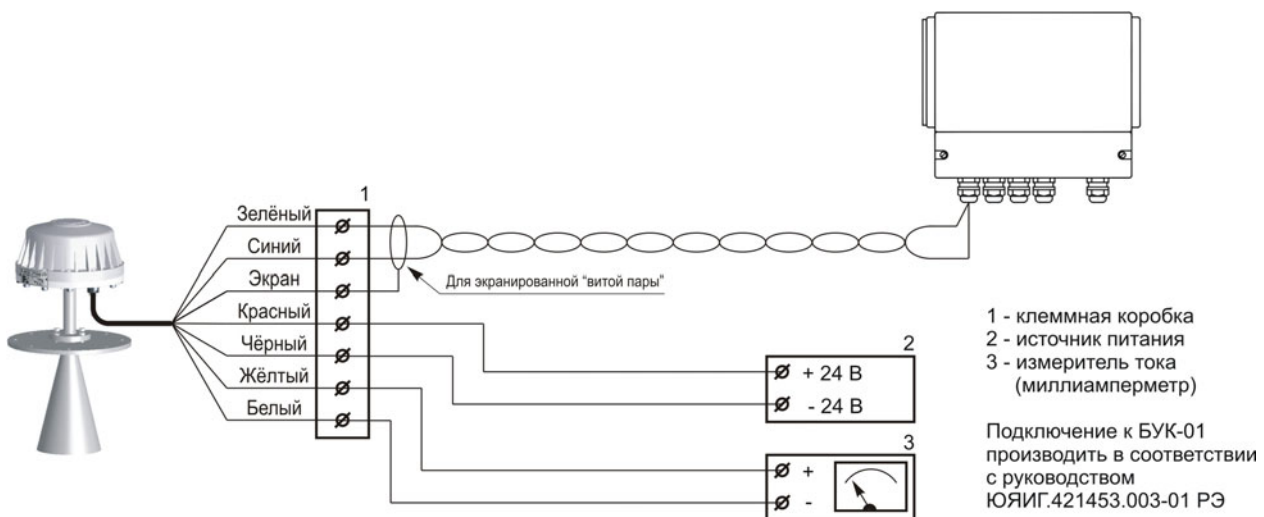 1
Зелёный
Синий
Экран
Красный
Чёрный
Жёлтый
Белый
Для экранированной "витой пары"
2
+ 24 В
- 24 В
3
+
-
1 - клеммная коробка
2 - источник питания
3 - измеритель тока
(миллиамперметр)
Подключение к БУК-01
производить в соответствии
с руководством
ЮЯИГ.421453.003-01 РЭ